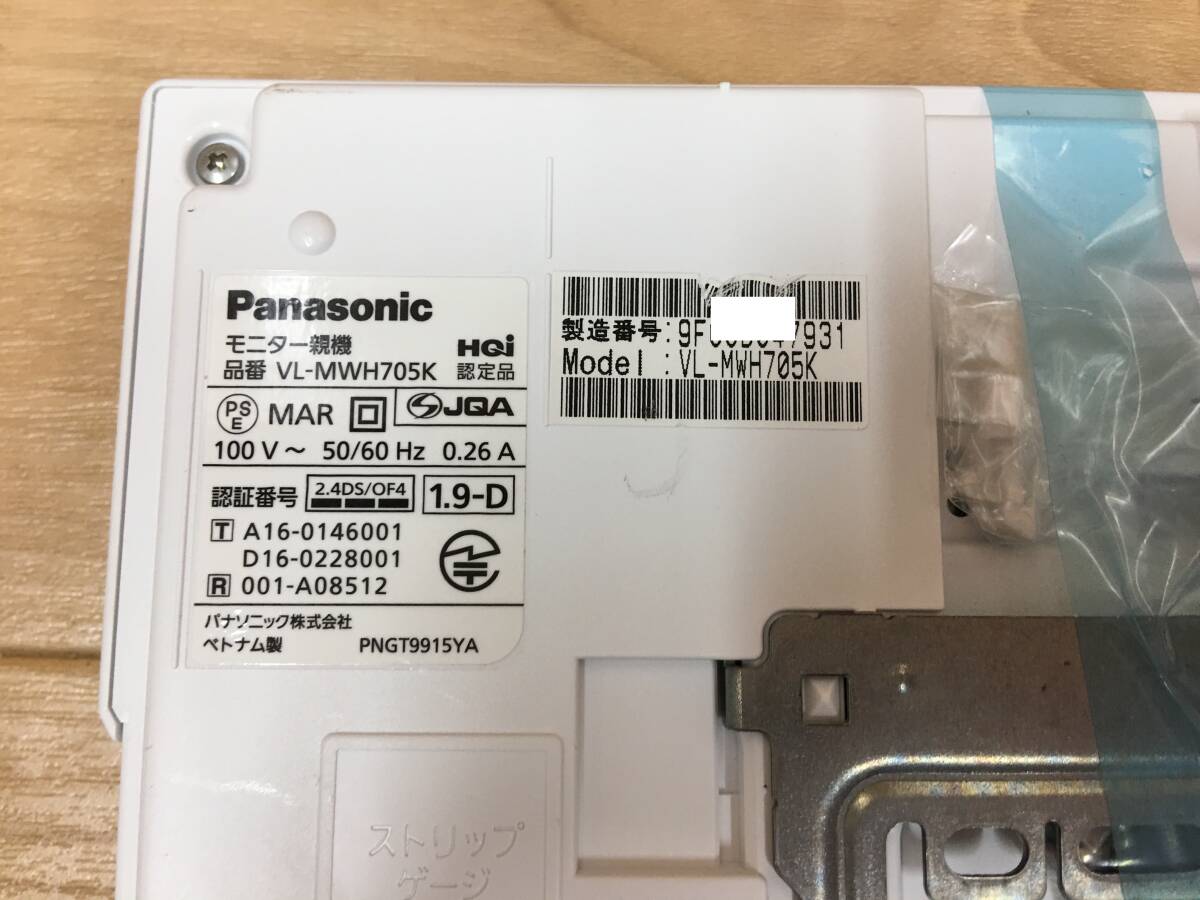 Panasonic
モニター親機
HQi
品番 VL-MWH705K 認定品
PSE MAR JQA
100 V～ 50/60 Hz 0.26 A
認証番号 2.4DS/OF4 1.9-D
T A16-0146001
D16-0228001
R 001-A08512
パナソニック株式会社
ベトナム製 PNGT9915YA
製造番号:
Model :VL-MWH705K
ストリップ
ゲージ